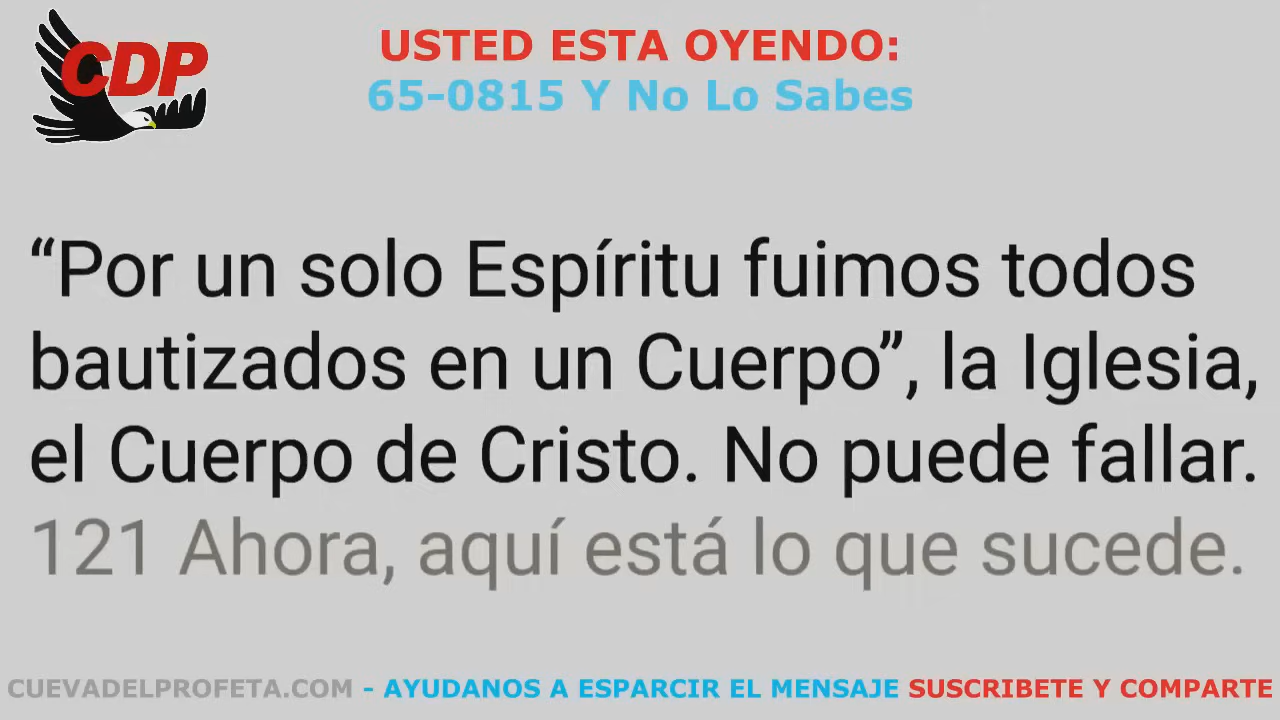 CDP
USTED ESTA OYENDO:
65-0815 Y No Lo Sabes
“Por un solo Espíritu fuimos todos
bautizados en un Cuerpo”, la Iglesia,
el Cuerpo de Cristo. No puede fallar.
121 Ahora, aquí está lo que sucede.
CUEVADELPROFETA.COM - AYUDANOS A ESPARCIR EL MENSAJE SUSCRIBETE Y COMPARTE